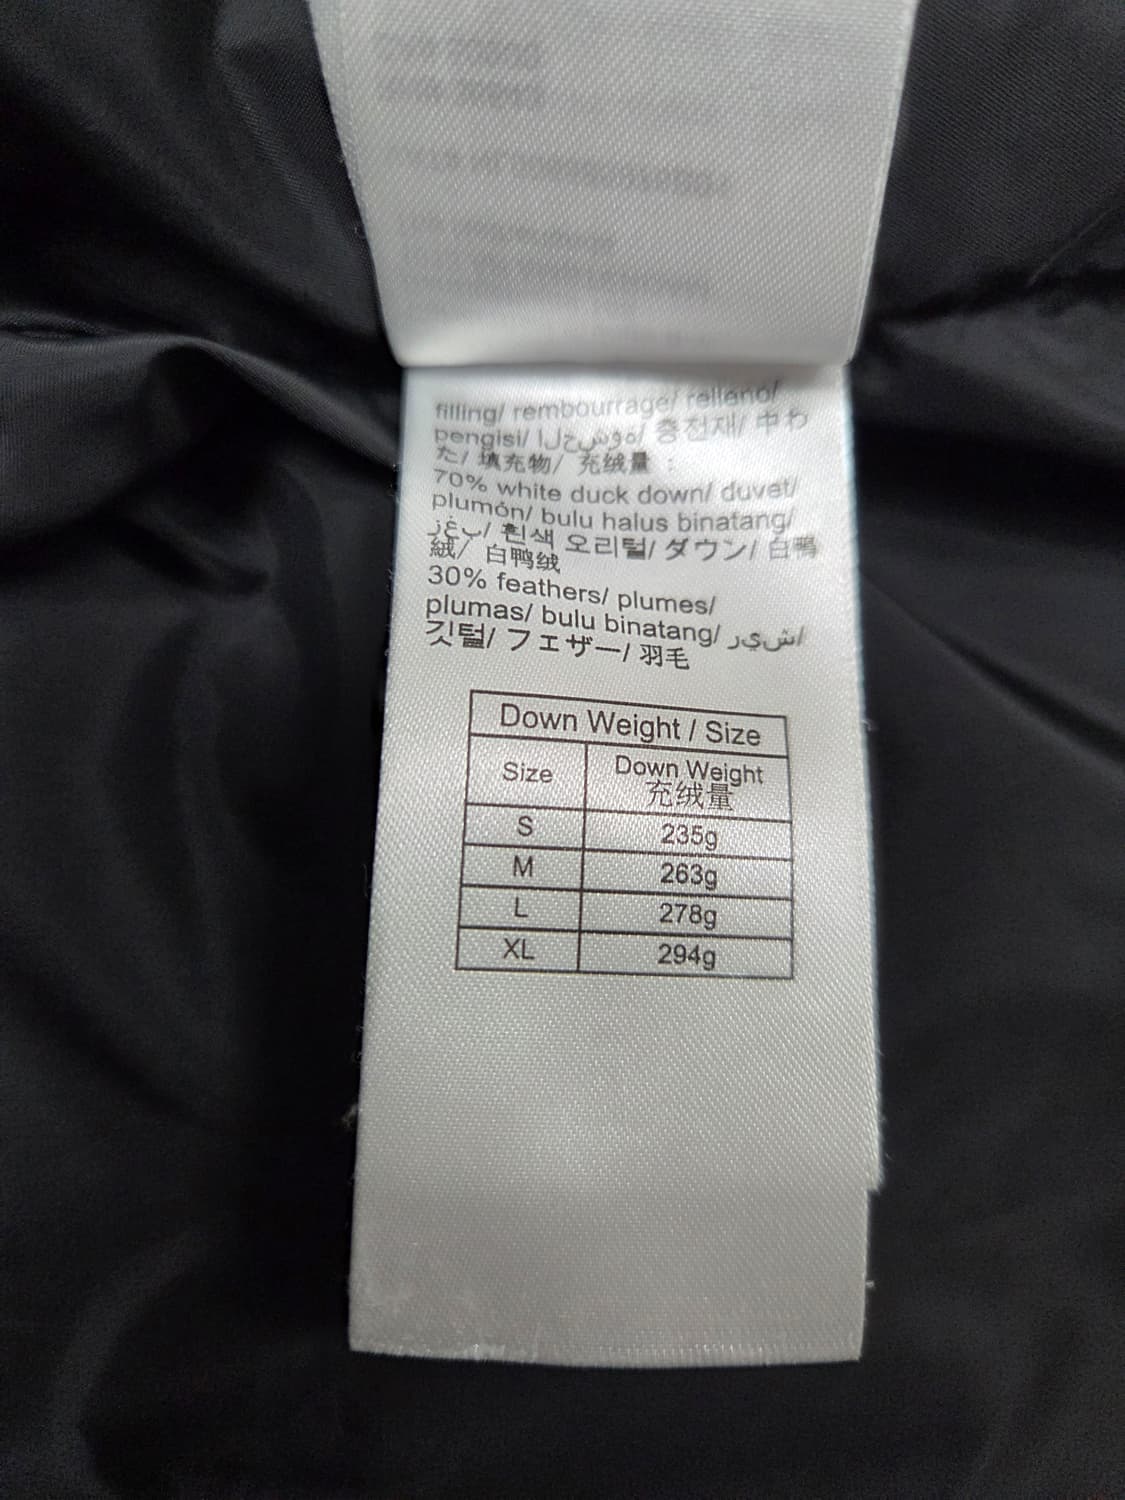 filling/ rembourrage/ relleno/
pengisi/ الحشوة/ 충전재/ 中わ
た/ 填充物/ 充绒量 :
70% white duck down/ duvet/
plumón/ bulu halus binatang/
흰색 오리털/ ダウン/ 白鴨
絨/ 白鸭绒
30% feathers/ plumes/
plumas/ bulu binatang/
깃털/ フェザー/ 羽毛
Down Weight / Size
Size Down Weight
充绒量
S 235g
M 263g
L 278g
XL 294g